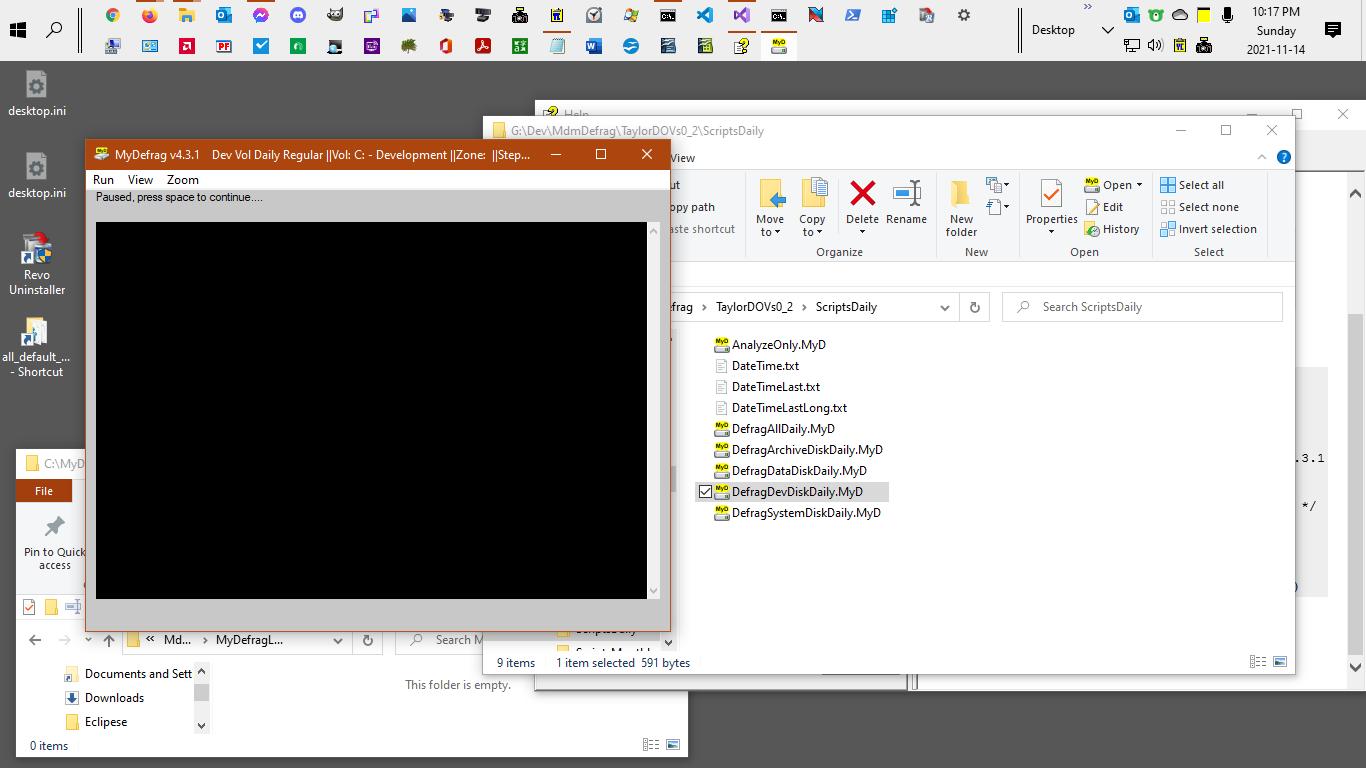 10:17 PM
Sunday
2021-11-14
Desktop
desktop.ini
desktop.ini
Revo
Uninstaller
all_default_...
- Shortcut
Help
G:\Dev\MdmDefrag\TaylorDOVs0_2\ScriptsDaily
View
MyDefrag v4.3.1 Dev Vol Daily Regular ||Vol: C: - Development ||Zone: ||Step...
Run View Zoom
Paused, press space to continue....
Move
to
Copy
to
Delete
Rename
New
folder
Properties
Open
Edit
History
Select all
Select none
Invert selection
ut
opy path
aste shortcut
Organize
New
Open
Select
efrag > TaylorDOVs0_2 > ScriptsDaily
Search ScriptsDaily
AnalyzeOnly.MyD
DateTime.txt
DateTimeLast.txt
DateTimeLastLong.txt
DefragAllDaily.MyD
DefragArchiveDiskDaily.MyD
DefragDataDiskDaily.MyD
DefragDevDiskDaily.MyD
DefragSystemDiskDaily.MyD
.3.1
*/
)
9 items 1 item selected 591 bytes
C:\MyD
File
Pin to Quick
access
« Md... > MyDefragL...
Search M
Documents and Sett
Downloads
Eclipese
This folder is empty.
0 items